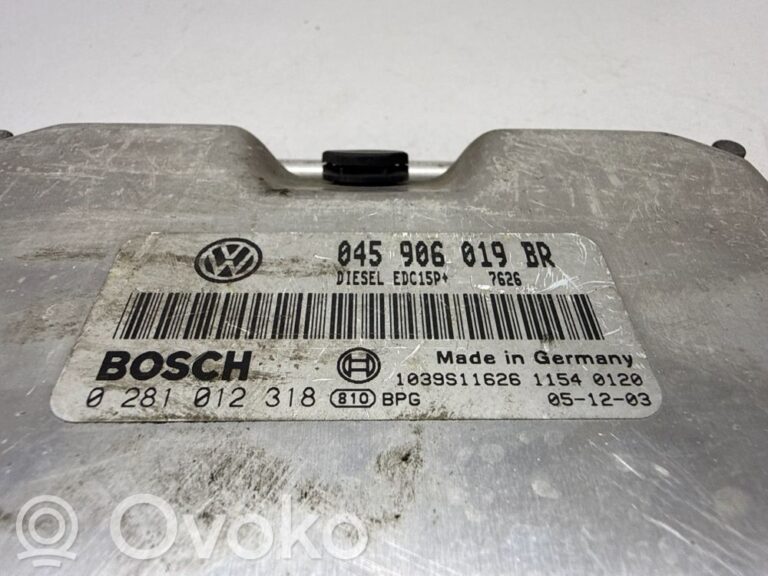 045 906 019 BR
DIESEL EDC15P+ 7626
BOSCH
Made in Germany
1039S11626 1154 0120
0 281 012 318 810 BPG 05-12-03
Ovoko